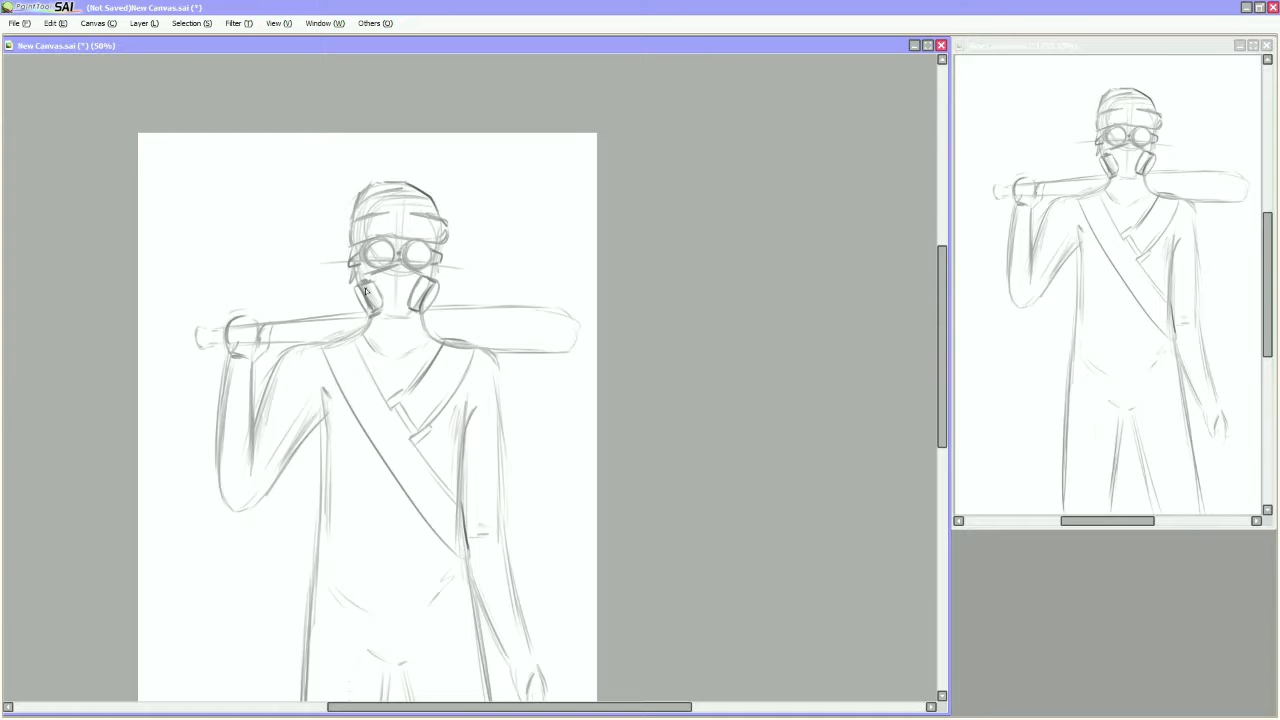 PaintTool SAI (Not Saved)New Canvas.sai (*)
File (F) Edit (E) Canvas (C) Layer (L) Selection (S) Filter (T) View (V) Window (W) Others (O)
New Canvas.sai (*) (50%)